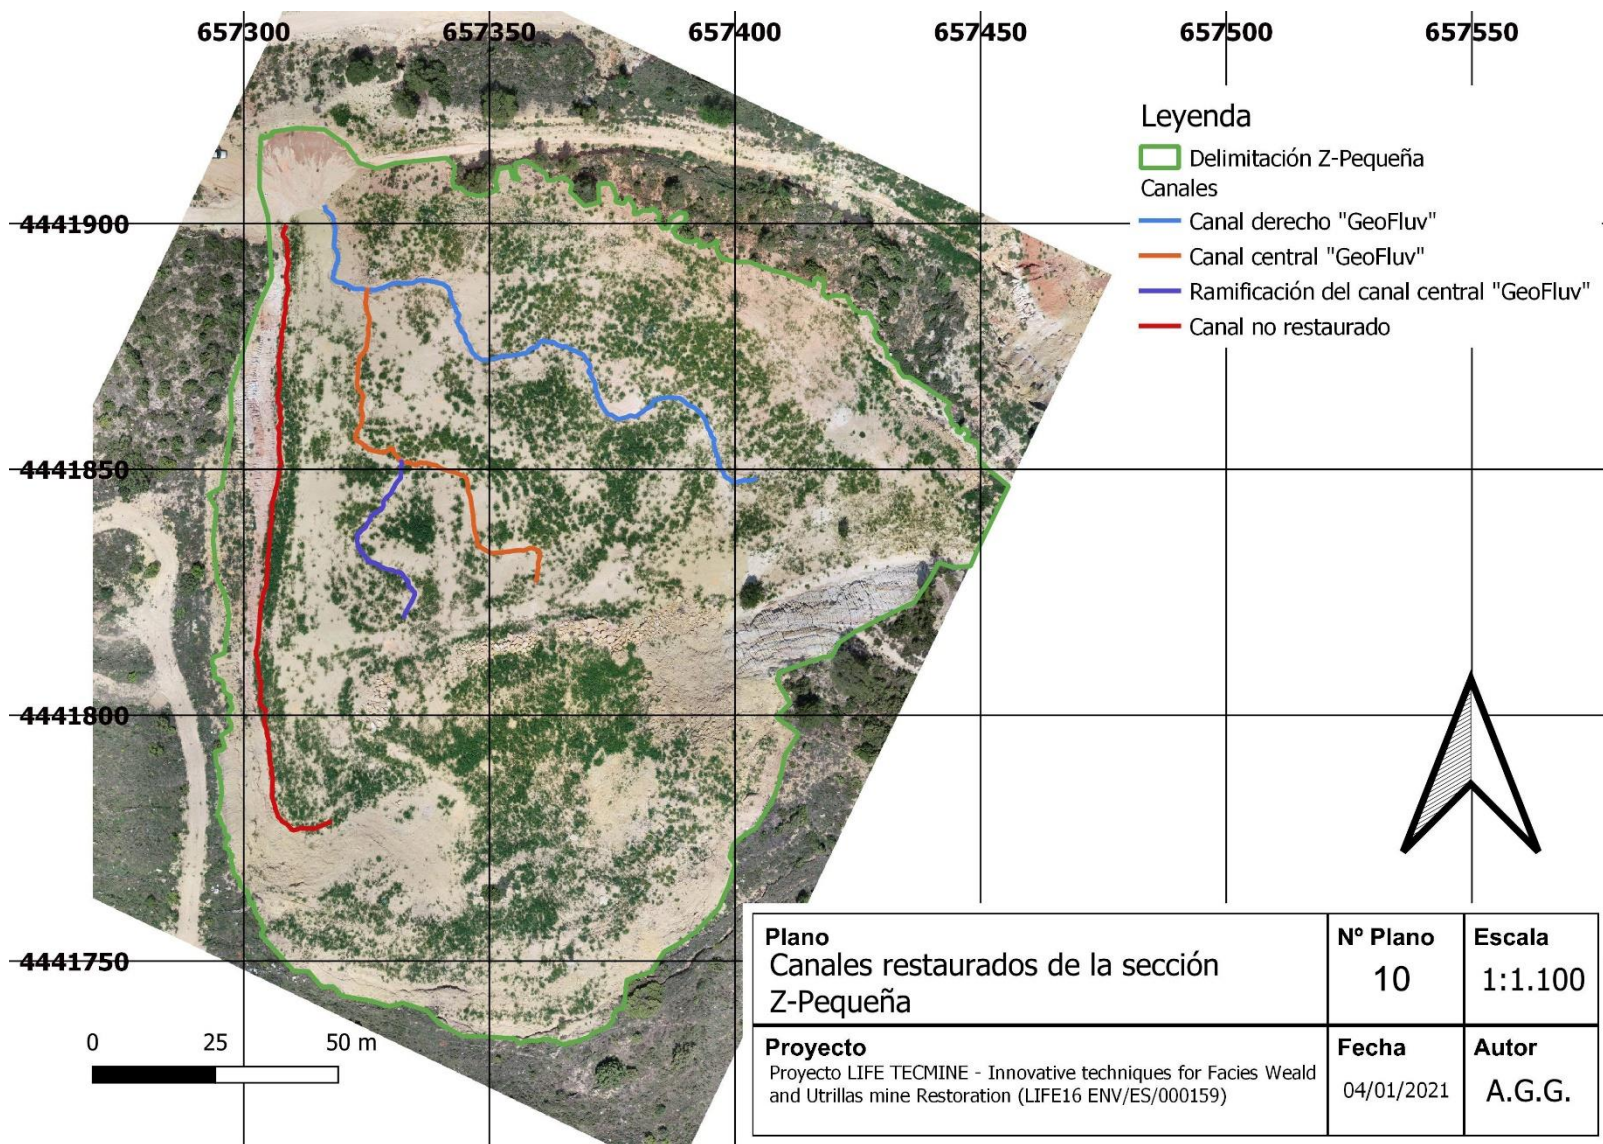 657300 657350 657400 657450 657500 657550
Leyenda
Delimitación Z-Pequeña
Canales
Canal derecho "GeoFluv"
Canal central "GeoFluv"
Ramificación del canal central "GeoFluv"
Canal no restaurado
4441900
4441850
4441800
4441750
0 25 50 m
Plano
Canales restaurados de la sección
Z-Pequeña
Nº Plano
10
Escala
1:1.100
Proyecto
Proyecto LIFE TECMINE - Innovative techniques for Facies Weald
and Utrillas mine Restoration (LIFE16 ENV/ES/000159)
Fecha
04/01/2021
Autor
A.G.G.